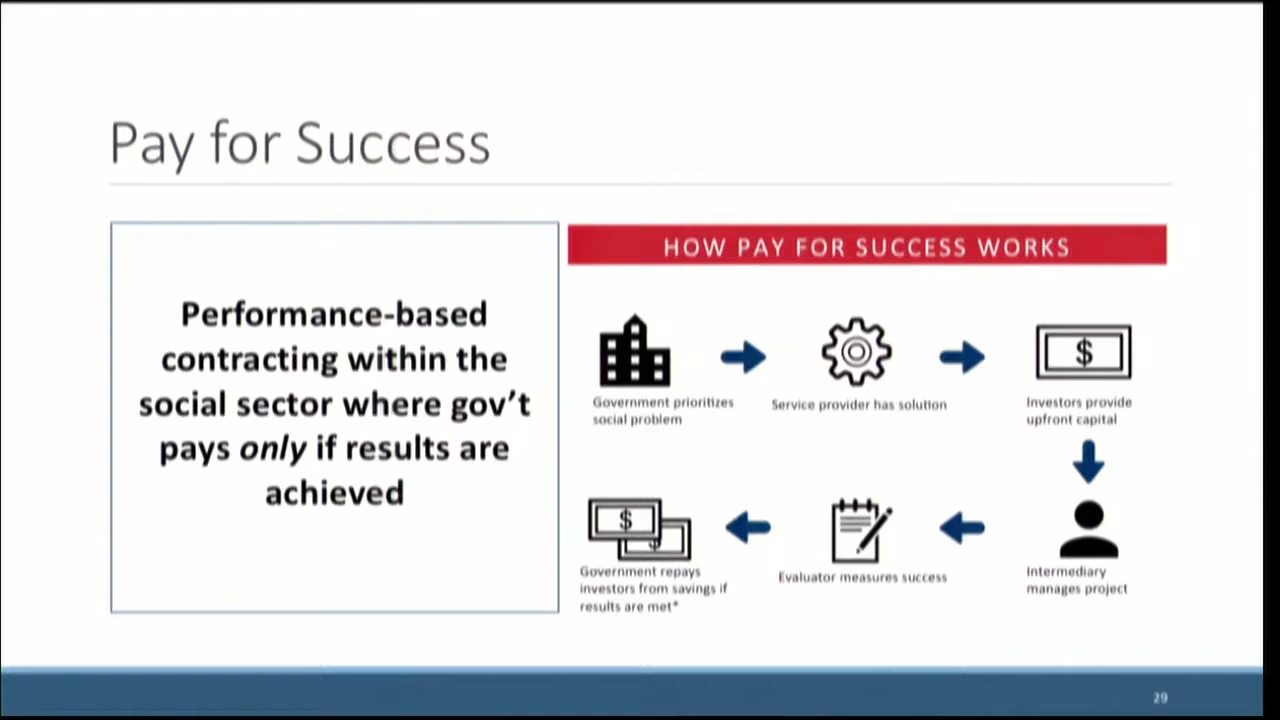 Pay for Success
Performance-based
contracting within the
social sector where gov’t
pays only if results are
achieved
HOW PAY FOR SUCCESS WORKS
Government prioritizes
social problem
Service provider has solution
$
Investors provide
upfront capital
Intermediary
manages project
Evaluator measures success
$
$
Government repays
investors from savings if
results are met*
29